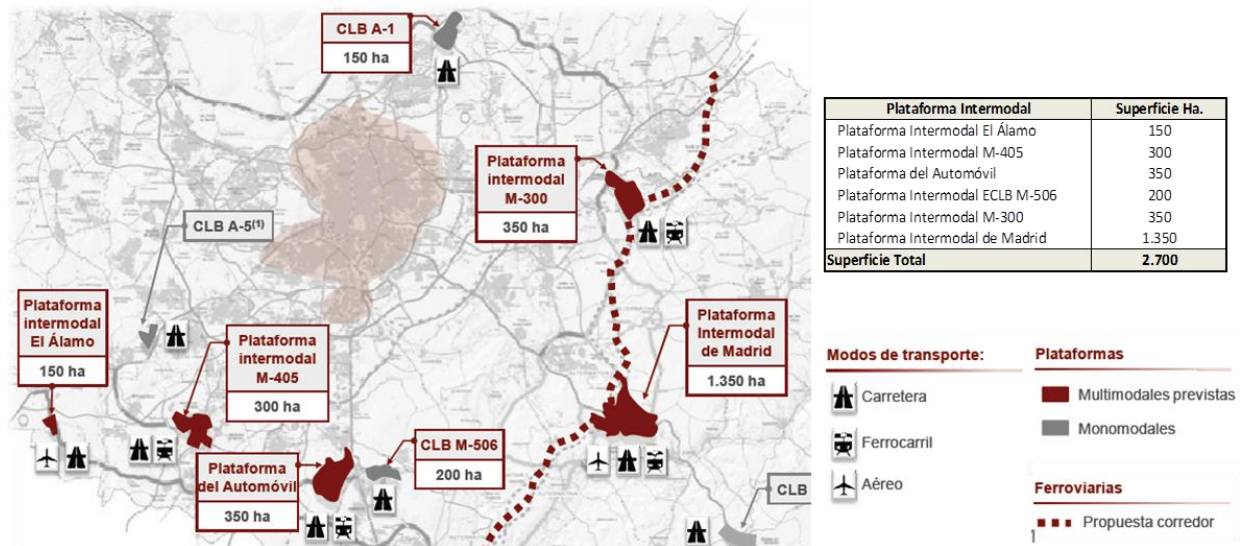 CLB A-1
150 ha
Plataforma
intermodal
M-300
350 ha
CLB A-5(1)
Plataforma
intermodal
El Álamo
150 ha
Plataforma
intermodal
M-405
300 ha
Plataforma
Intermodal
de Madrid
1.350 ha
CLB M-506
200 ha
Plataforma
del Automóvil
350 ha
CLB
Plataforma Intermodal Superficie Ha.
Plataforma Intermodal El Álamo 150
Plataforma Intermodal M-405 300
Plataforma del Automóvil 350
Plataforma Intermodal ECLB M-506 200
Plataforma Intermodal M-300 350
Plataforma Intermodal de Madrid 1.350
Superficie Total 2.700
Modos de transporte:
Carretera
Ferrocarril
Aéreo
Plataformas
Multimodales previstas
Monomodales
Ferroviarias
Propuesta corredor